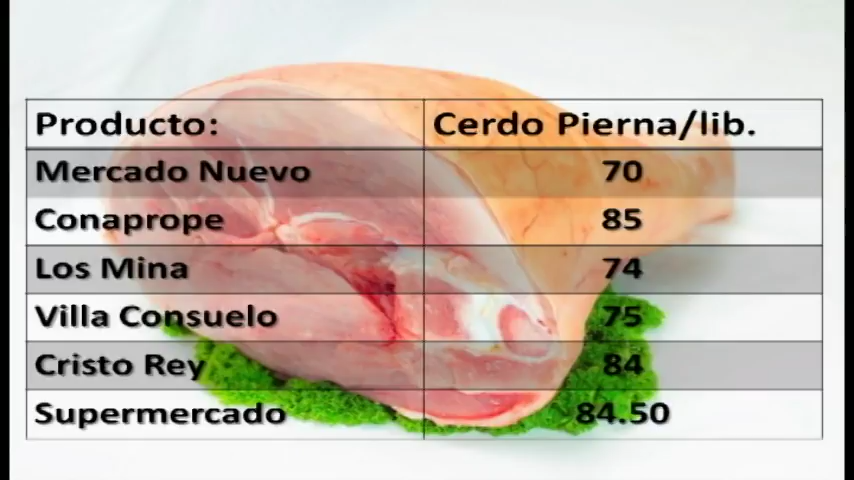 Producto: Cerdo Pierna/lib.
Mercado Nuevo 70
Conaprope 85
Los Mina 74
Villa Consuelo 75
Cristo Rey 84
Supermercado 84.50